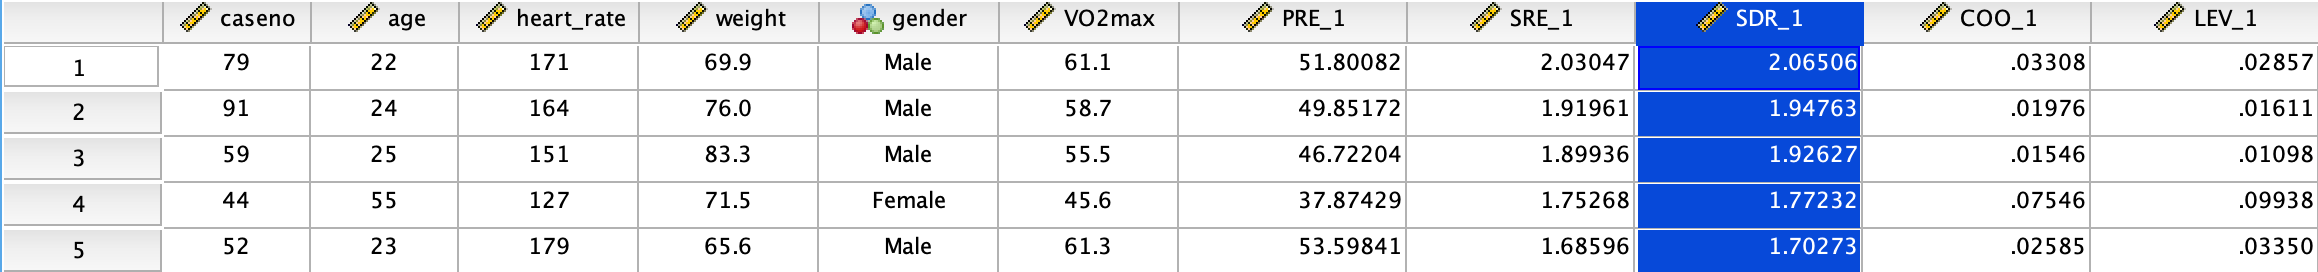 caseno age heart_rate weight gender VO2max PRE_1 SRE_1 SDR_1 COO_1 LEV_1
1 79 22 171 69.9 Male 61.1 51.80082 2.03047 2.06506 .03308 .02857
2 91 24 164 76.0 Male 58.7 49.85172 1.91961 1.94763 .01976 .01611
3 59 25 151 83.3 Male 55.5 46.72204 1.89936 1.92627 .01546 .01098
4 44 55 127 71.5 Female 45.6 37.87429 1.75268 1.77232 .07546 .09938
5 52 23 179 65.6 Male 61.3 53.59841 1.68596 1.70273 .02585 .03350